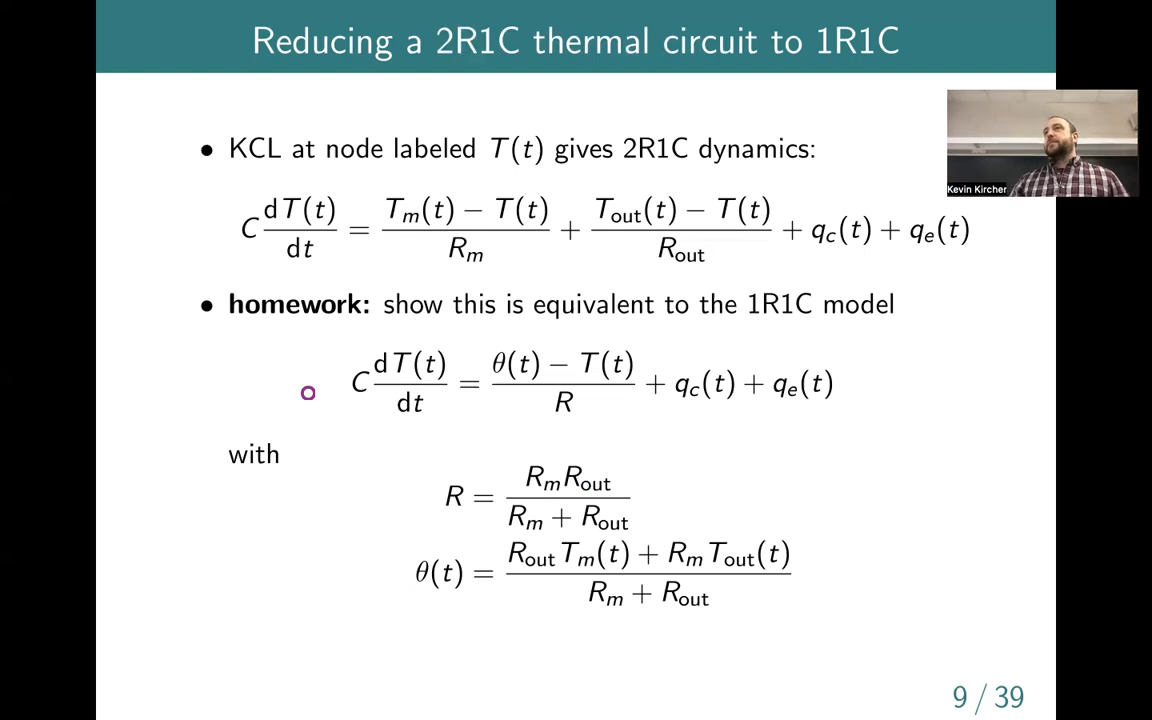 Reducing a 2R1C thermal circuit to 1R1C
Kevin Kircher
• KCL at node labeled T(t) gives 2R1C dynamics:
C dT(t)/dt = (T_m(t) − T(t))/R_m + (T_out(t) − T(t))/R_out + q_c(t) + q_e(t)
• homework: show this is equivalent to the 1R1C model
C dT(t)/dt = (θ(t) − T(t))/R + q_c(t) + q_e(t)
with
R = R_m R_out/(R_m + R_out)
θ(t) = (R_out T_m(t) + R_m T_out(t))/(R_m + R_out)
9 / 39